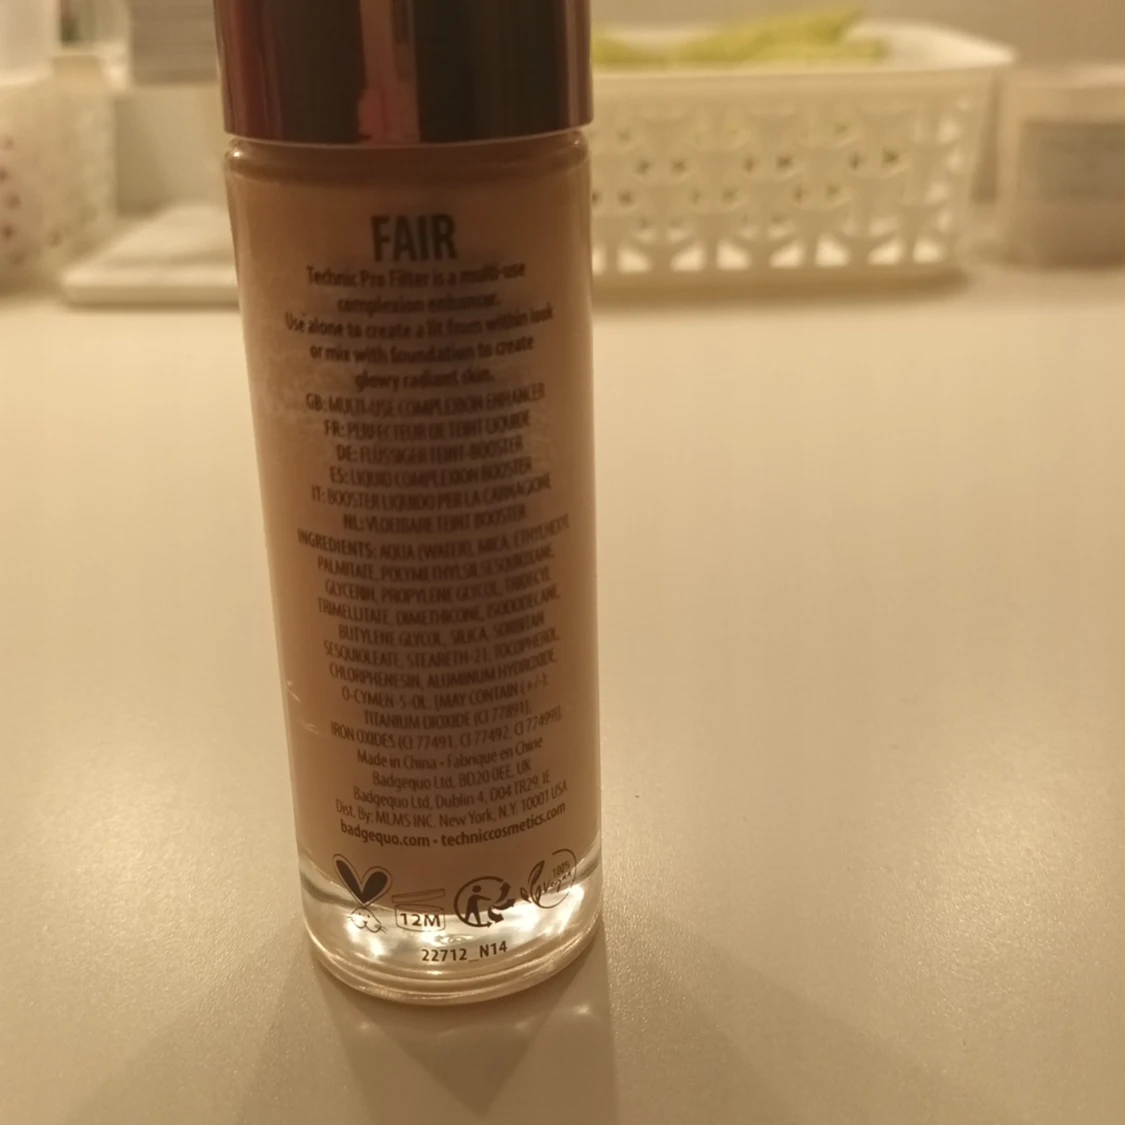 FAIR
Technic Pro Filter is a multi-use
complexion enhancer.
Use alone to create a lit from within look
or mix with foundation to create
glowy radiant skin.
GB: MULTI-USE COMPLEXION ENHANCER
FR: PERFECTEUR DE TEINT LIQUIDE
DE: FLÜSSIGER TEINT-BOOSTER
ES: LIQUID COMPLEXION BOOSTER
IT: BOOSTER LIQUIDO PER LA CARNAGIONE
NL: VLOEIBARE TEINT BOOSTER
INGREDIENTS: AQUA (WATER), MICA, ETHYLHEXYL
PALMITATE, POLYMETHYLSILSESQUIOXANE,
GLYCERIN, PROPYLENE GLYCOL, TRIDECYL
TRIMELLITATE, DIMETHICONE, ISODODECANE,
BUTYLENE GLYCOL, SILICA, SORBITAN
SESQUIOLEATE, STEARETH-21, TOCOPHEROL,
CHLORPHENESIN, ALUMINUM HYDROXIDE,
O-CYMEN-5-OL. [MAY CONTAIN (+/-):
TITANIUM DIOXIDE (CI 77891),
IRON OXIDES (CI 77491, CI 77492, CI 77499)].
Made in China • Fabriqué en Chine
Badgequo Ltd, BD20 0EE, UK
Badgequo Ltd, Dublin 4, D04 TR29, IE
Dist. By: MLMS INC. New York, N.Y. 10001 USA
badgequo.com • techniccosmetics.com
12M
100%
Vegan
22712_N14